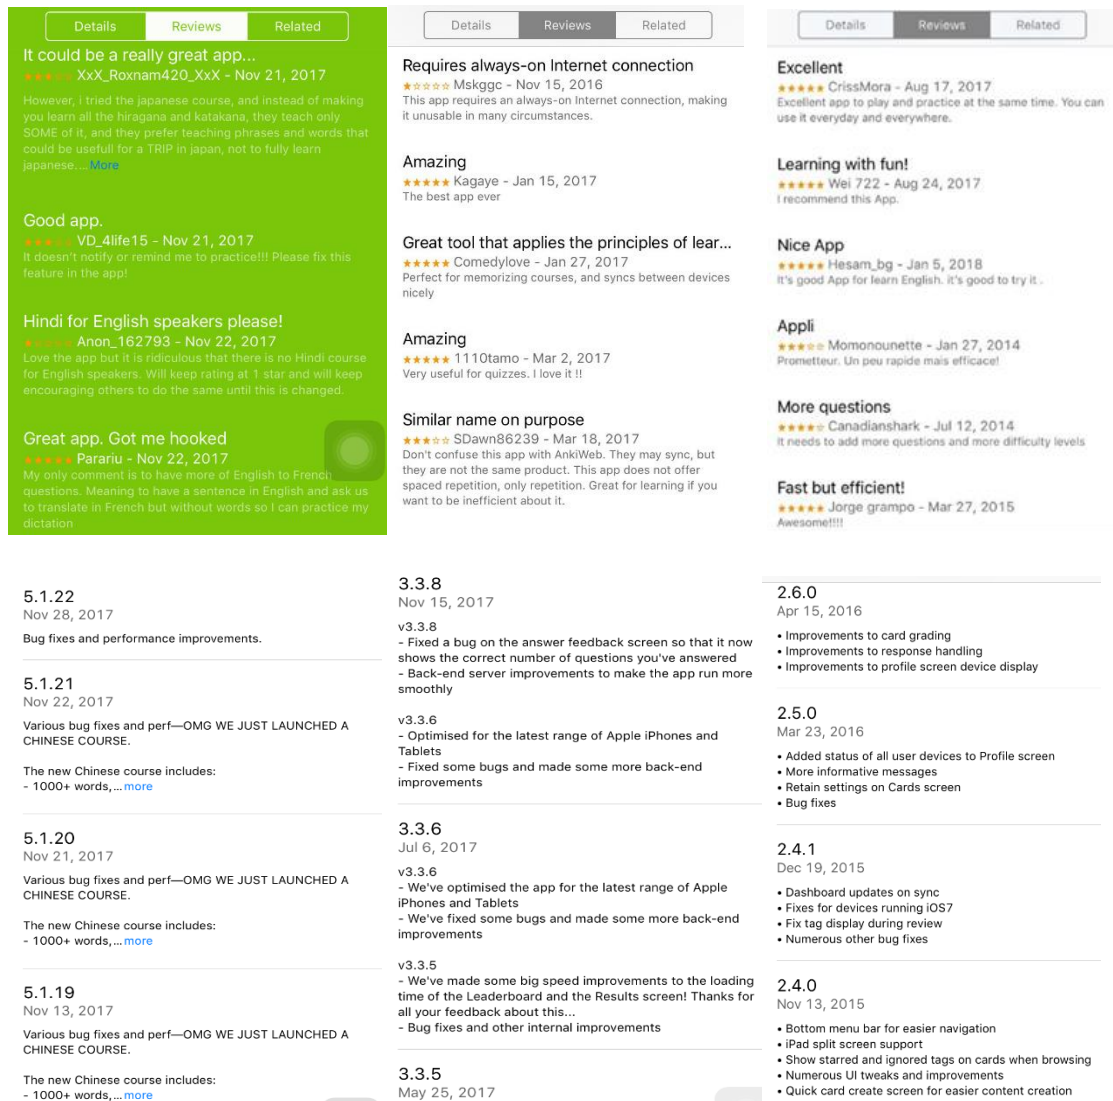 Details Reviews Related
It could be a really great app...
★★★☆☆ XxX_Roxnam420_XxX - Nov 21, 2017
However, i tried the japanese course, and instead of making
you learn all the hiragana and katakana, they teach only
SOME of it, and they prefer teaching phrases and words that
could be usefull for a TRIP in japan, not to fully learn
japanese.... More
Good app.
★★★☆☆ VD_4life15 - Nov 21, 2017
It doesn't notify or remind me to practice!!! Please fix this
feature in the app!
Hindi for English speakers please!
★☆☆☆☆ Anon_162793 - Nov 22, 2017
Love the app but it is ridiculous that there is no Hindi course
for English speakers. Will keep rating at 1 star and will keep
encouraging others to do the same until this is changed.
Great app. Got me hooked
★★★★★ Parariu - Nov 22, 2017
My only comment is to have more of English to French
questions. Meaning to have a sentence in English and ask us
to translate in French but without words so I can practice my
dictation
Details Reviews Related
Requires always-on Internet connection
★☆☆☆☆ Mskggc - Nov 15, 2016
This app requires an always-on Internet connection, making
it unusable in many circumstances.
Amazing
★★★★★ Kagaye - Jan 15, 2017
The best app ever
Great tool that applies the principles of lear...
★★★★★ Comedylove - Jan 27, 2017
Perfect for memorizing courses, and syncs between devices
nicely
Amazing
★★★★★ 1110tamo - Mar 2, 2017
Very useful for quizzes. I love it !!
Similar name on purpose
★★★☆☆ SDawn86239 - Mar 18, 2017
Don't confuse this app with AnkiWeb. They may sync, but
they are not the same product. This app does not offer
spaced repetition, only repetition. Great for learning if you
want to be inefficient about it.
Details Reviews Related
Excellent
★★★★★ CrissMora - Aug 17, 2017
Excellent app to play and practice at the same time. You can
use it everyday and everywhere.
Learning with fun!
★★★★★ Wei 722 - Aug 24, 2017
I recommend this App.
Nice App
★★★★★ Hesam_bg - Jan 5, 2018
It's good App for learn English. it's good to try it .
Appli
★★★☆☆ Momonounette - Jan 27, 2014
Prometteur. Un peu rapide mais efficace!
More questions
★★★★☆ Canadianshark - Jul 12, 2014
It needs to add more questions and more difficulty levels
Fast but efficient!
★★★★★ Jorge grampo - Mar 27, 2015
Awesome!!!!
5.1.22
Nov 28, 2017
Bug fixes and performance improvements.
5.1.21
Nov 22, 2017
Various bug fixes and perf—OMG WE JUST LAUNCHED A
CHINESE COURSE.
The new Chinese course includes:
- 1000+ words,... more
5.1.20
Nov 21, 2017
Various bug fixes and perf—OMG WE JUST LAUNCHED A
CHINESE COURSE.
The new Chinese course includes:
- 1000+ words,... more
5.1.19
Nov 13, 2017
Various bug fixes and perf—OMG WE JUST LAUNCHED A
CHINESE COURSE.
The new Chinese course includes:
- 1000+ words,... more
3.3.8
Nov 15, 2017
v3.3.8
- Fixed a bug on the answer feedback screen so that it now
shows the correct number of questions you've answered
- Back-end server improvements to make the app run more
smoothly
v3.3.6
- Optimised for the latest range of Apple iPhones and
Tablets
- Fixed some bugs and made some more back-end
improvements
3.3.6
Jul 6, 2017
v3.3.6
- We've optimised the app for the latest range of Apple
iPhones and Tablets
- We've fixed some bugs and made some more back-end
improvements
v3.3.5
- We've made some big speed improvements to the loading
time of the Leaderboard and the Results screen! Thanks for
all your feedback about this...
- Bug fixes and other internal improvements
3.3.5
May 25, 2017
2.6.0
Apr 15, 2016
• Improvements to card grading
• Improvements to response handling
• Improvements to profile screen device display
2.5.0
Mar 23, 2016
• Added status of all user devices to Profile screen
• More informative messages
• Retain settings on Cards screen
• Bug fixes
2.4.1
Dec 19, 2015
• Dashboard updates on sync
• Fixes for devices running iOS7
• Fix tag display during review
• Numerous other bug fixes
2.4.0
Nov 13, 2015
• Bottom menu bar for easier navigation
• iPad split screen support
• Show starred and ignored tags on cards when browsing
• Numerous UI tweaks and improvements
• Quick card create screen for easier content creation